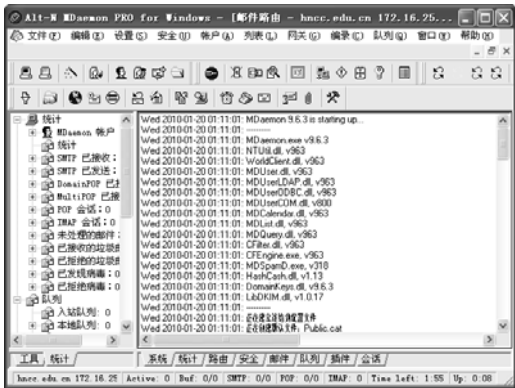 Alt-N MDaemon PRO for Windows - [邮件路由 - hncc.edu.cn 172.16.25...
文件(F) 编辑(E) 设置(S) 安全(U) 帐户(A) 列表(L) 网关(G) 编录(C) 队列(Q) 窗口(W) 帮助(H)
统计
MDaemon 帐户
统计
SMTP 已接收:
SMTP 已发送:
DomainPOP 已
MultiPOP 已接
POP 会话: 0
IMAP 会话: 0
未处理的邮件:
已接收的垃圾
已拒绝的垃圾
已发现病毒: 0
已拒绝病毒: 0
队列
入站队列: 0
本地队列: 0
Wed 2010-01-20 01:11:01: MDaemon 9.6.3 is starting up...
Wed 2010-01-20 01:11:01: ----------
Wed 2010-01-20 01:11:01: MDaemon.exe v9.6.3
Wed 2010-01-20 01:11:01: NTUtil.dll, v963
Wed 2010-01-20 01:11:01: WorldClient.dll, v963
Wed 2010-01-20 01:11:01: MDUser.dll, v963
Wed 2010-01-20 01:11:01: MDUserLDAP.dll, v963
Wed 2010-01-20 01:11:01: MDUserODBC.dll, v963
Wed 2010-01-20 01:11:01: MDUserCOM.dll, v800
Wed 2010-01-20 01:11:01: MDCalendar.dll, v963
Wed 2010-01-20 01:11:01: MDList.dll, v963
Wed 2010-01-20 01:11:01: MDQuery.dll, v963
Wed 2010-01-20 01:11:01: CFilter.dll, v963
Wed 2010-01-20 01:11:01: CFEngine.exe, v963
Wed 2010-01-20 01:11:01: MDSpamD.exe, v318
Wed 2010-01-20 01:11:01: HashCash.dll, v1.13
Wed 2010-01-20 01:11:01: DomainKeys.dll, v9.6.3
Wed 2010-01-20 01:11:01: LibDKIM.dll, v1.0.17
Wed 2010-01-20 01:11:01: ----------
Wed 2010-01-20 01:11:01: 正在
Wed 2010-01-20 01:11:01: 正在创建默认文件: Public.cat
工具 统计
系统 统计 路由 安全 邮件 队列 插件 会话
hncc.edu.cn 172.16.25 Active: 0 Buf: 0/0 SMTP: 0/0 POP: 0/0 IMAP: 0 Time left: 1:55 Up: 0:08